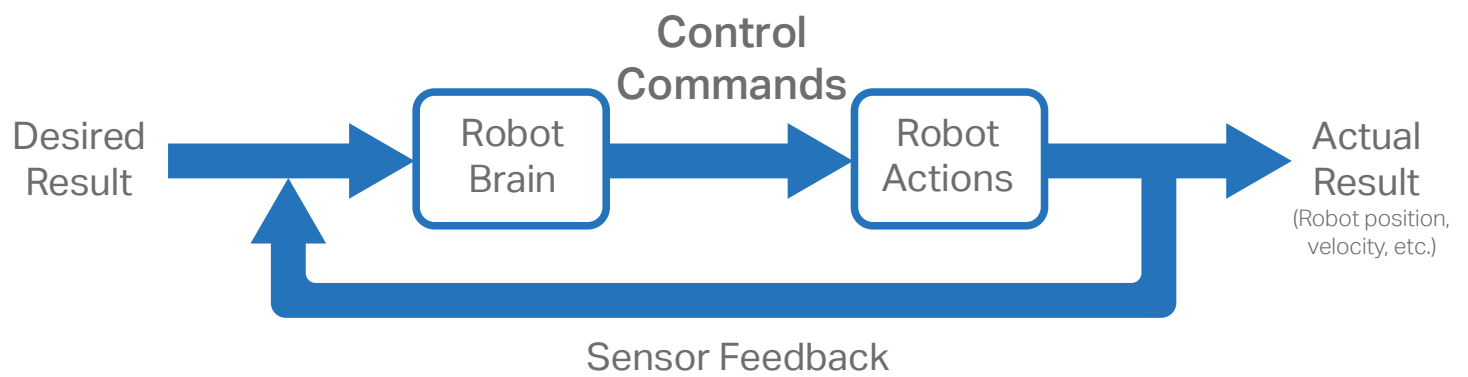 Control
Commands
Desired
Result
Robot
Brain
Robot
Actions
Actual
Result
(Robot position,
velocity, etc.)
Sensor Feedback